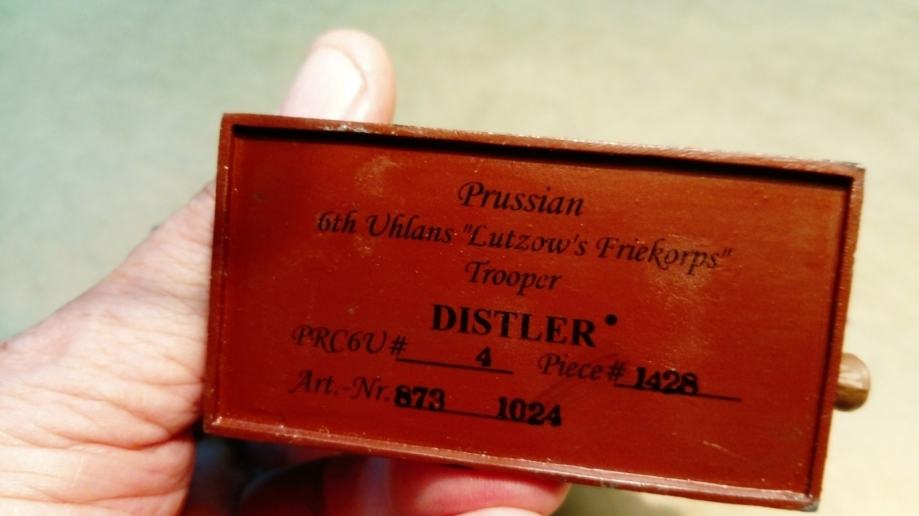 Prussian
6th Uhlans "Lutzow's Friekorps"
Trooper
DISTLER
PRC6U # 4 Piece # 1428
Art.-Nr. 873 1024